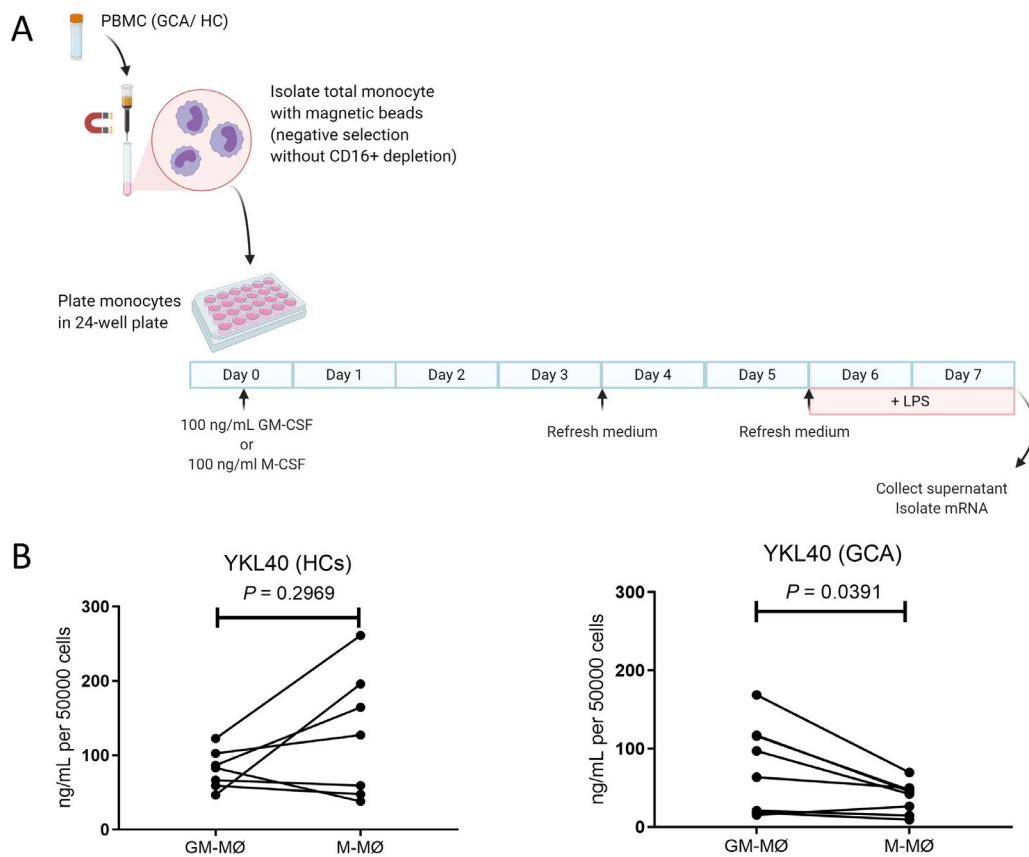 A
PBMC (GCA/ HC)
Isolate total monocyte
with magnetic beads
(negative selection
without CD16+ depletion)
Plate monocytes
in 24-well plate
Day 0
Day 1
Day 2
Day 3
Day 4
Day 5
Day 6
Day 7
+ LPS
100 ng/mL GM-CSF
or
100 ng/ml M-CSF
Refresh medium
Refresh medium
Collect supernatant
Isolate mRNA
B
YKL40 (HCs)
P = 0.2969
ng/mL per 50000 cells
300
200
100
0
GM-MØ
M-MØ
YKL40 (GCA)
P = 0.0391
ng/mL per 50000 cells
300
200
100
0
GM-MØ
M-MØ